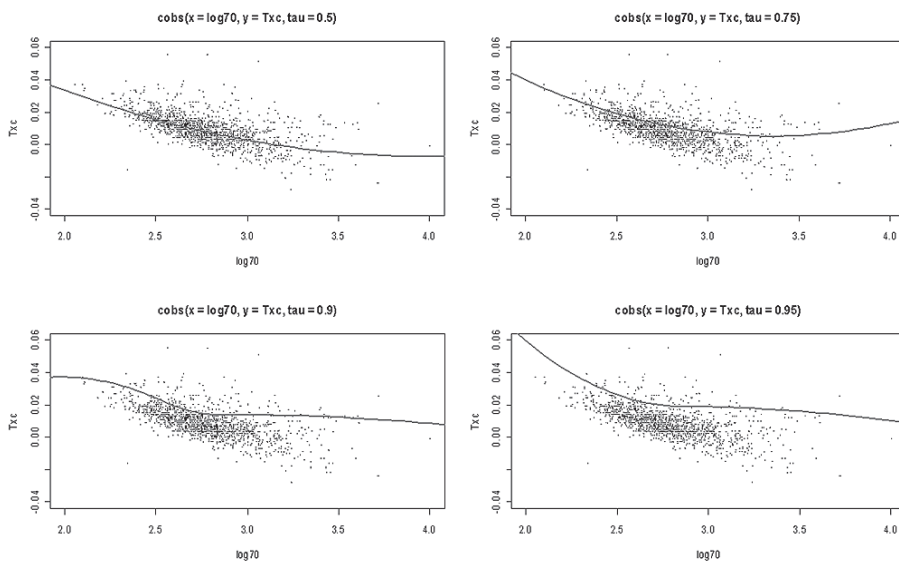 cobs(x = log70, y = Txc, tau = 0.5)
0.06
0.04
0.02
0.00
-0.04
Txc
2.0 2.5 3.0 3.5 4.0
log70
cobs(x = log70, y = Txc, tau = 0.75)
0.06
0.04
0.02
0.00
-0.04
Txc
2.0 2.5 3.0 3.5 4.0
log70
cobs(x = log70, y = Txc, tau = 0.9)
0.06
0.04
0.02
0.00
-0.04
Txc
2.0 2.5 3.0 3.5 4.0
log70
cobs(x = log70, y = Txc, tau = 0.95)
0.06
0.04
0.02
0.00
-0.04
Txc
2.0 2.5 3.0 3.5 4.0
log70